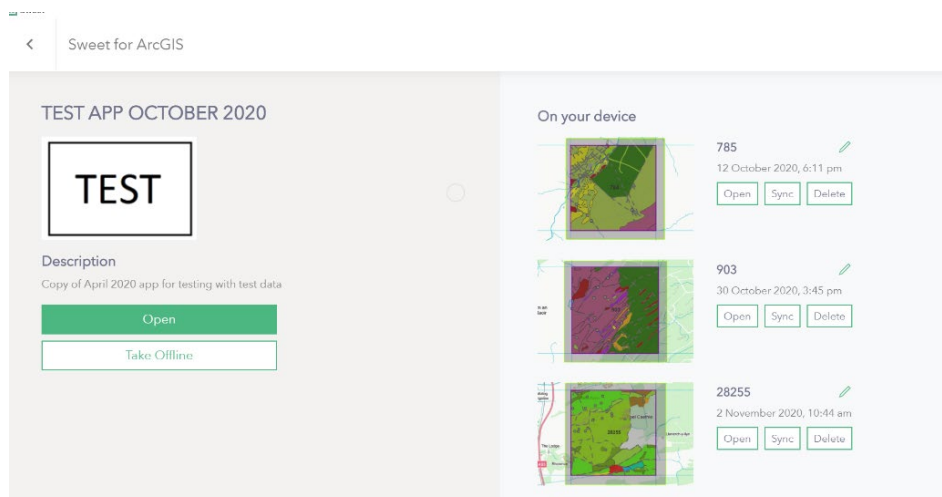 Sweet for ArcGIS
TEST APP OCTOBER 2020
TEST
Description
Copy of April 2020 app for testing with test data
Open
Take Offline
On your device
785
12 October 2020, 6:11 pm
Open Sync Delete
903
30 October 2020, 3:45 pm
Open Sync Delete
28255
2 November 2020, 10:44 am
Open Sync Delete
28255